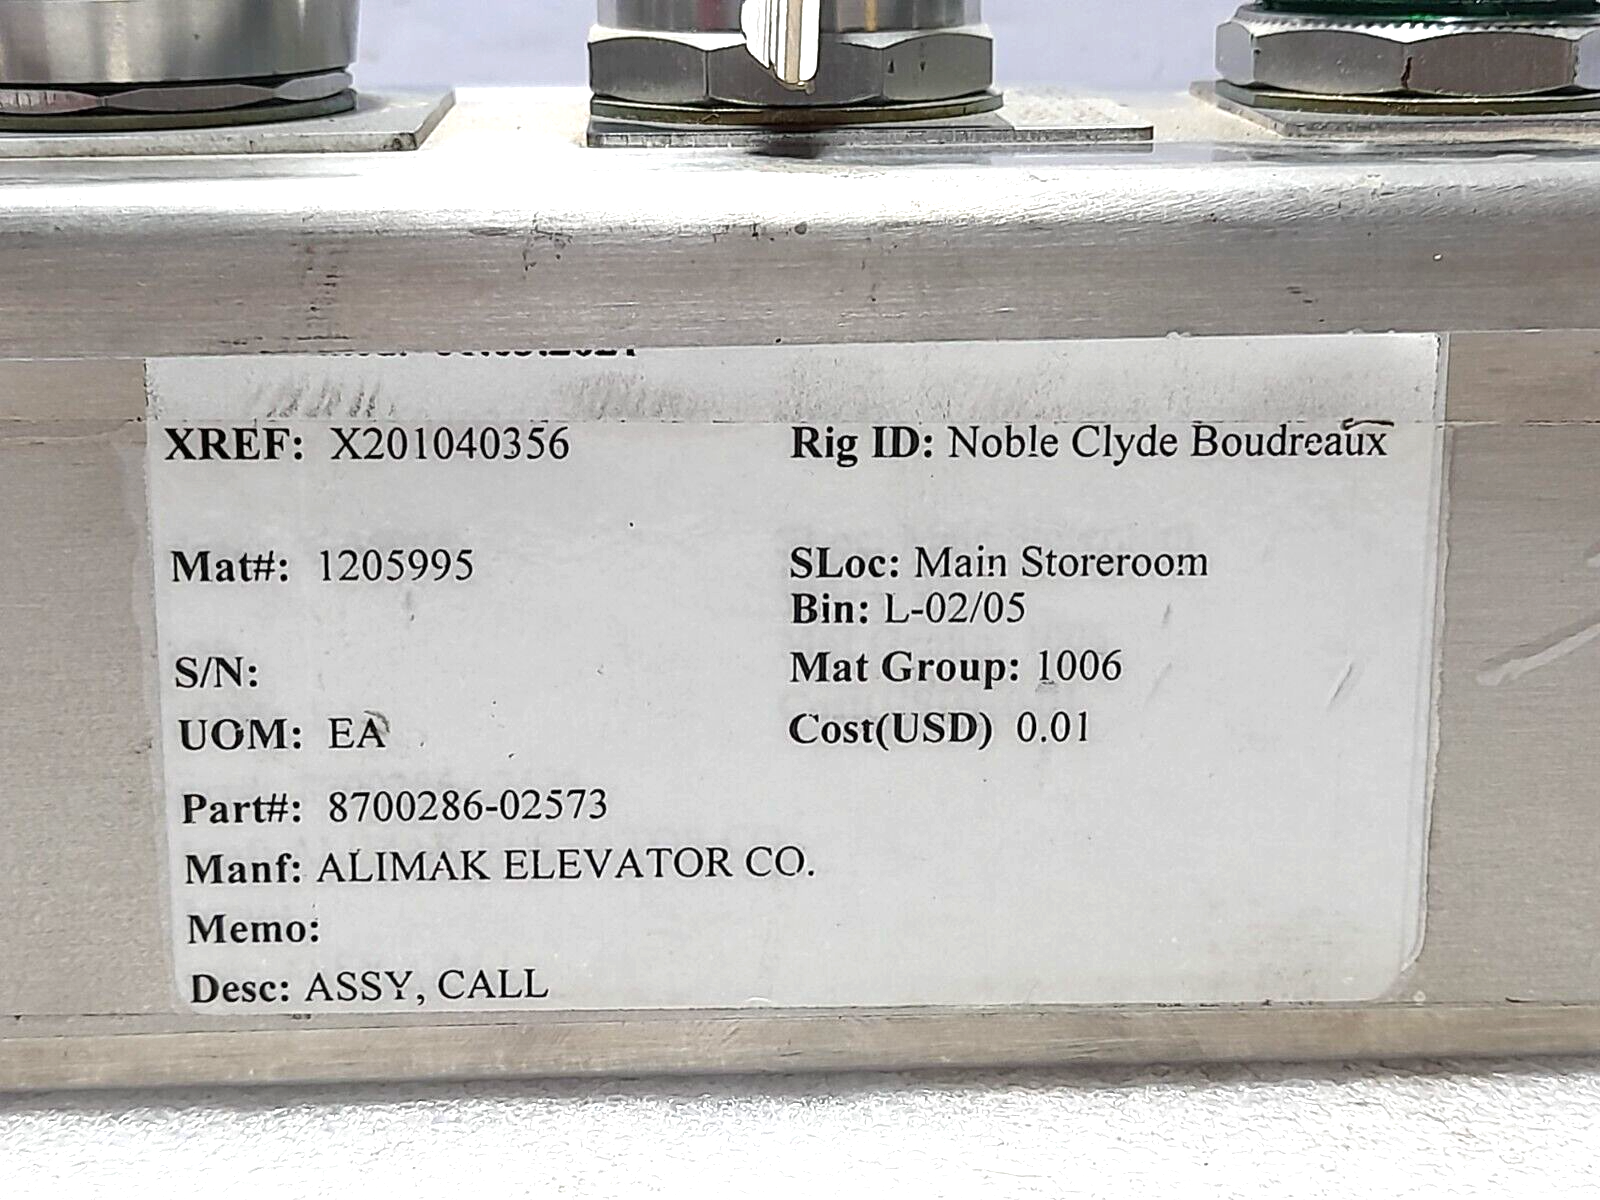 XREF: X201040356 Rig ID: Noble Clyde Boudreaux
Mat#: 1205995 SLoc: Main Storeroom
Bin: L-02/05
S/N: Mat Group: 1006
UOM: EA Cost(USD) 0.01
Part#: 8700286-02573
Manf: ALIMAK ELEVATOR CO.
Memo:
Desc: ASSY, CALL